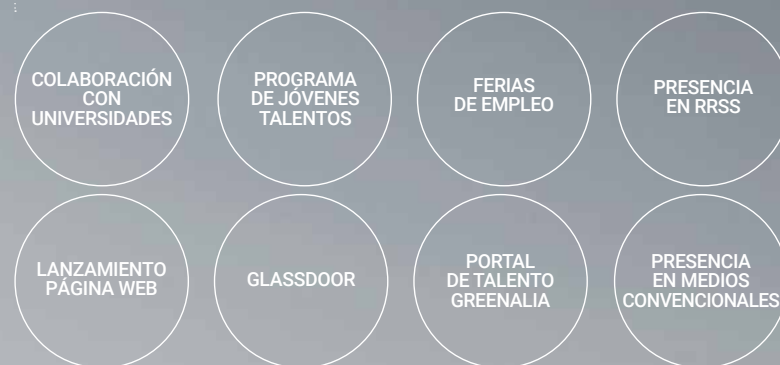 COLABORACIÓN
CON
UNIVERSIDADES
PROGRAMA
DE JÓVENES
TALENTOS
FERIAS
DE EMPLEO
PRESENCIA
EN RRSS
LANZAMIENTO
PÁGINA WEB
GLASSDOOR
PORTAL
DE TALENTO
GREENALIA
PRESENCIA
EN MEDIOS
CONVENCIONALES